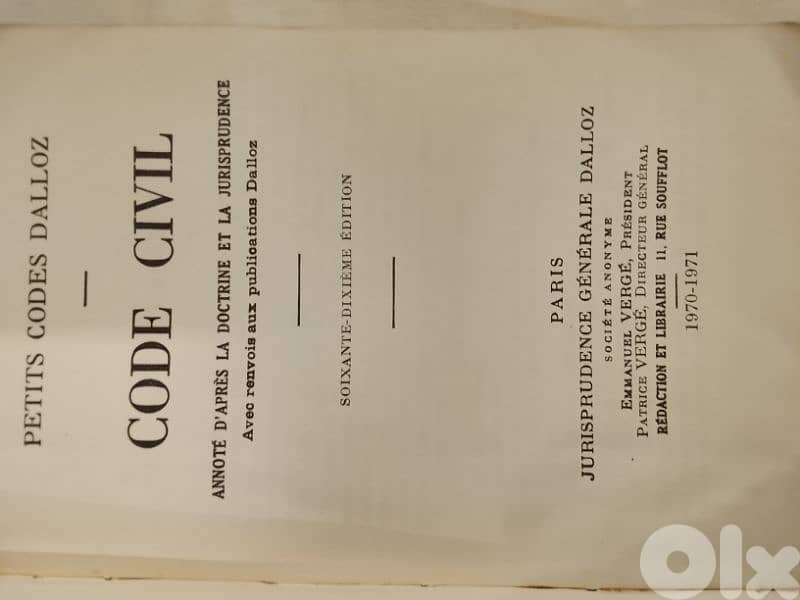 PETITS CODES DALLOZ
CODE CIVIL
ANNOTÉ D'APRÈS LA DOCTRINE ET LA JURISPRUDENCE
Avec renvois aux publications Dalloz
SOIXANTE-DIXIÈME ÉDITION
PARIS
JURISPRUDENCE GÉNÉRALE DALLOZ
SOCIÉTÉ ANONYME
EMMANUEL VERGÉ, PRÉSIDENT
PATRICE VERGÉ, DIRECTEUR GÉNÉRAL
RÉDACTION ET LIBRAIRIE 11, RUE SOUFFLOT
1970-1971
olx